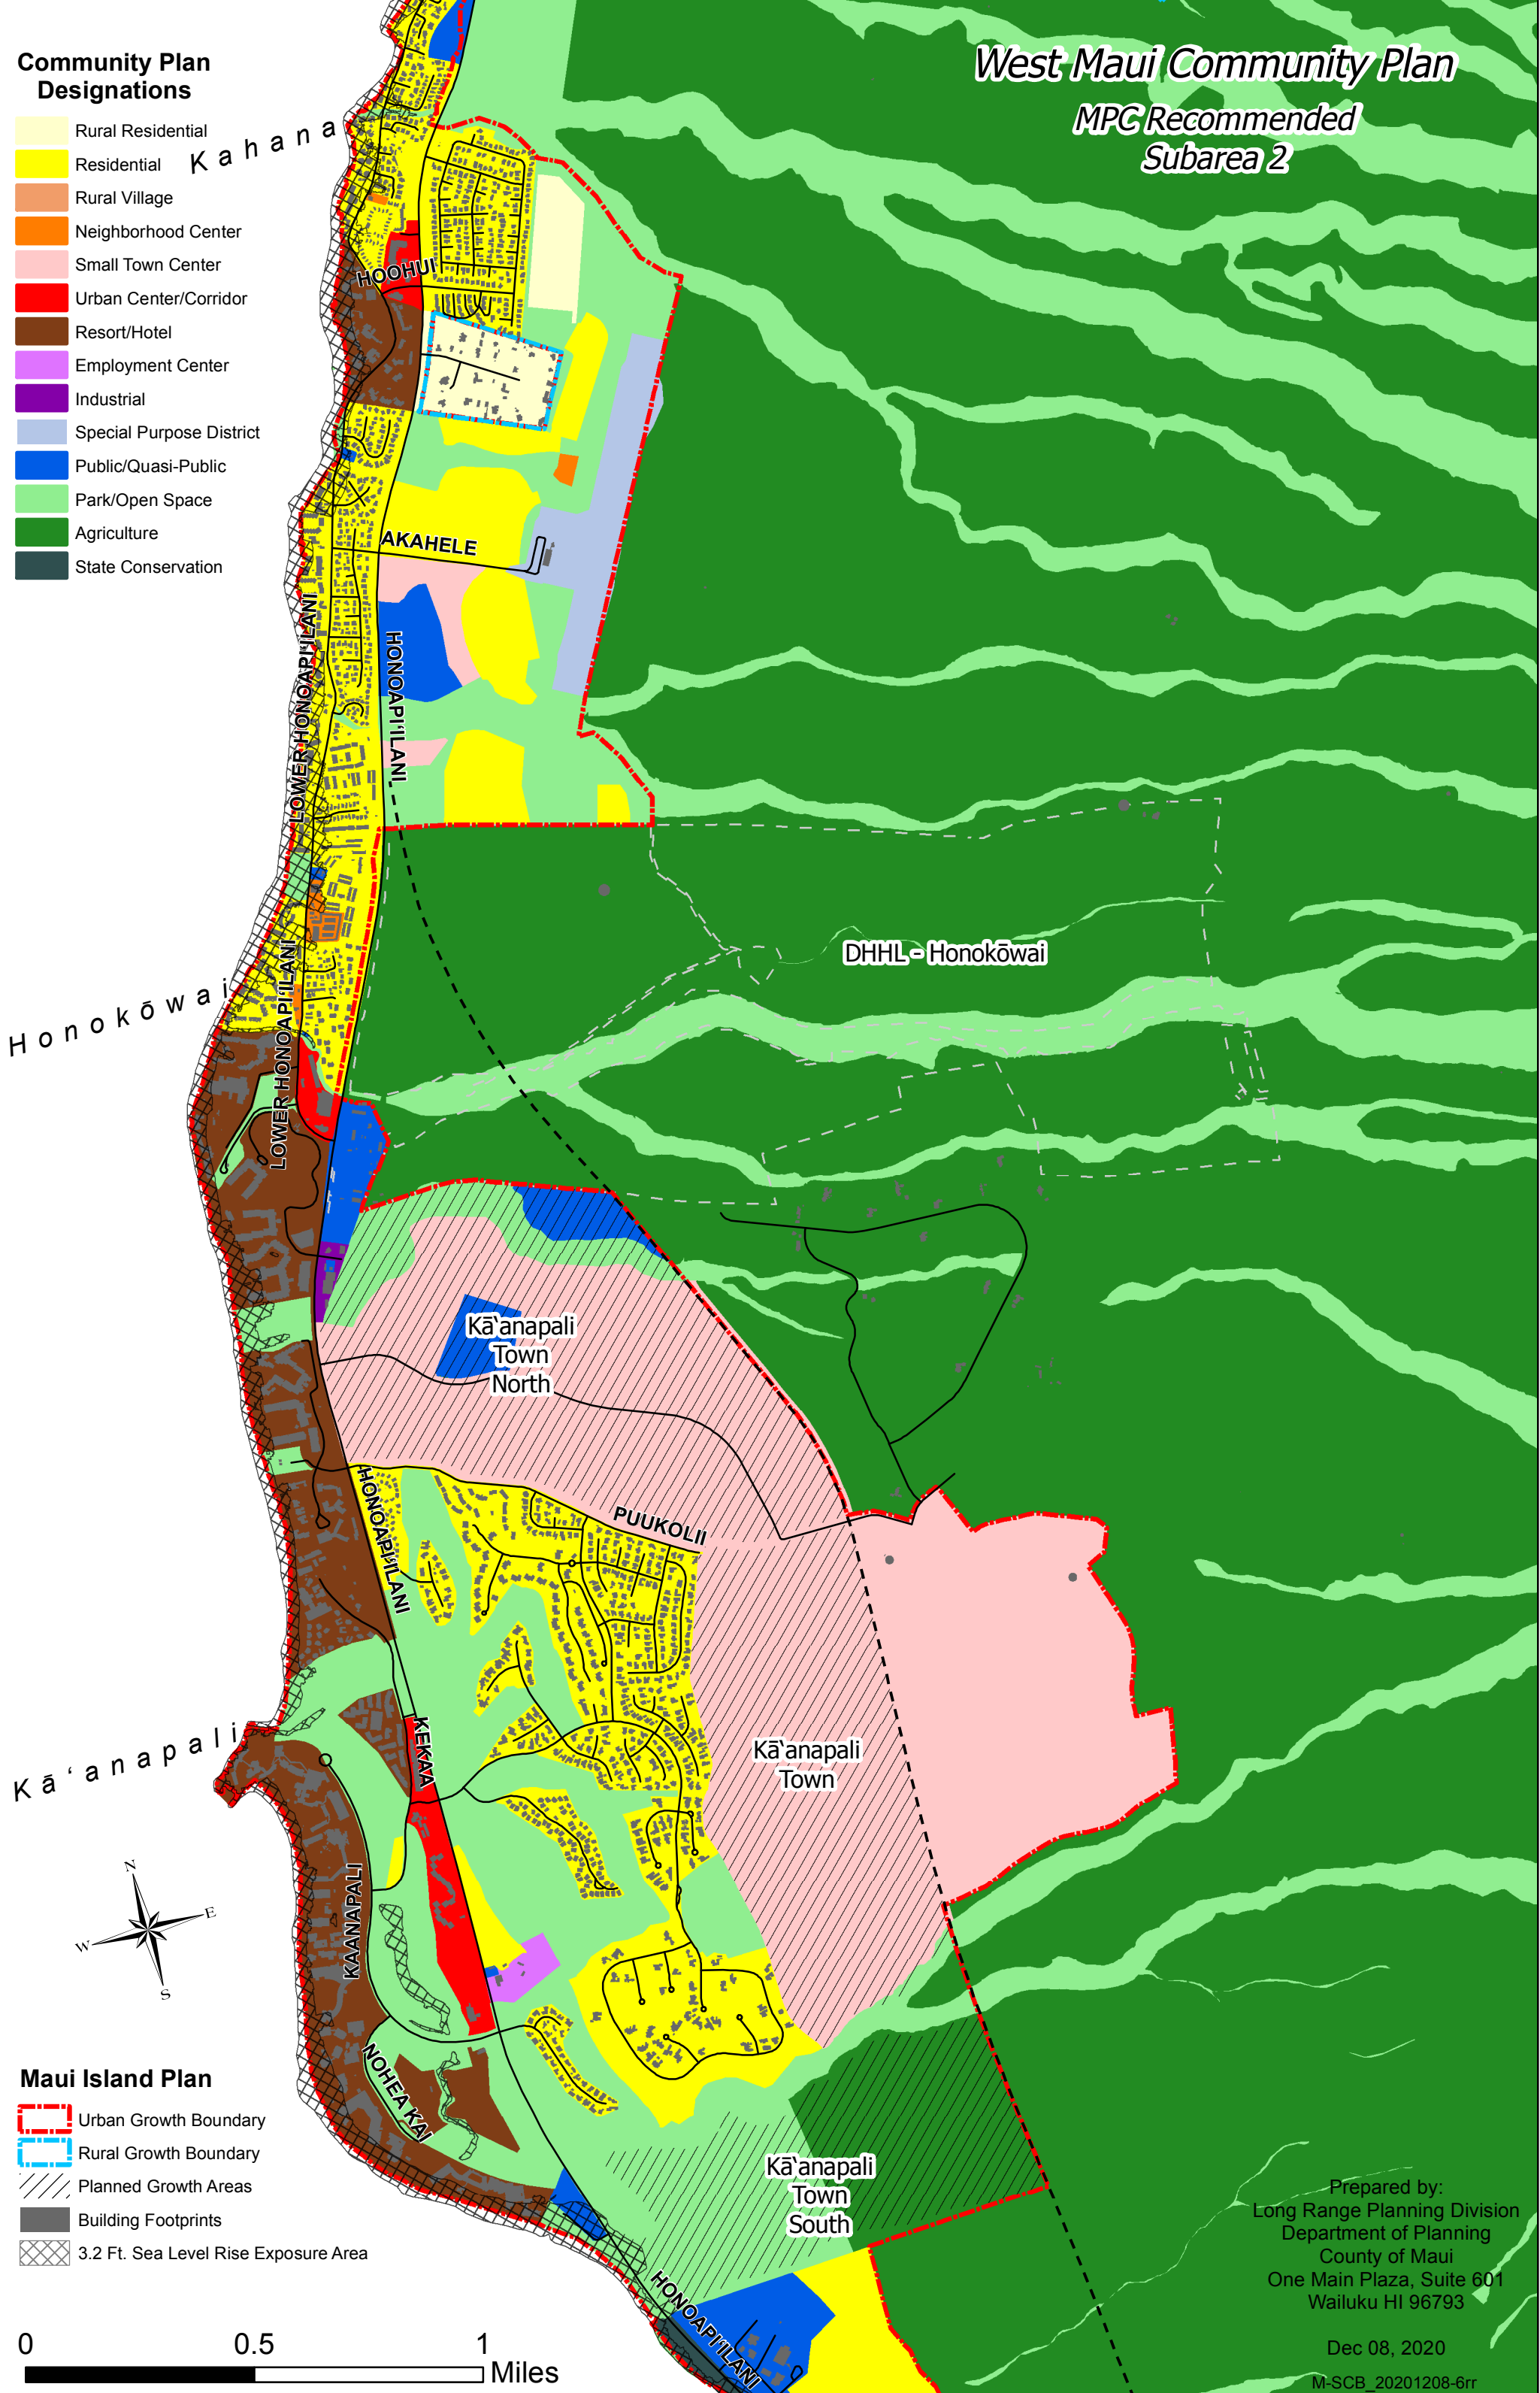 Community Plan
Designations
Rural Residential
Residential
Rural Village
Neighborhood Center
Small Town Center
Urban Center/Corridor
Resort/Hotel
Employment Center
Industrial
Special Purpose District
Public/Quasi-Public
Park/Open Space
Agriculture
State Conservation
West Maui Community Plan
MPC Recommended
Subarea 2
Kahana
HOOHUI
AKAHELE
LOWER HONOAPIʻILANI
HONOAPIʻILANI
DHHL - Honokōwai
Honokōwai
LOWER HONOAPIʻILANI
Kāʻanapali
Town
North
HONOAPIʻILANI
PUUKOLII
Kāʻanapali
KEKAA
Kāʻanapali
Town
KAANAPALI
N
E
W
S
NOHEA KAI
Kāʻanapali
Town
South
HONOAPIʻILANI
Maui Island Plan
Urban Growth Boundary
Rural Growth Boundary
Planned Growth Areas
Building Footprints
3.2 Ft. Sea Level Rise Exposure Area
0 0.5 1
Miles
Prepared by:
Long Range Planning Division
Department of Planning
County of Maui
One Main Plaza, Suite 601
Wailuku HI 96793
Dec 08, 2020
M-SCB_20201208-6rr